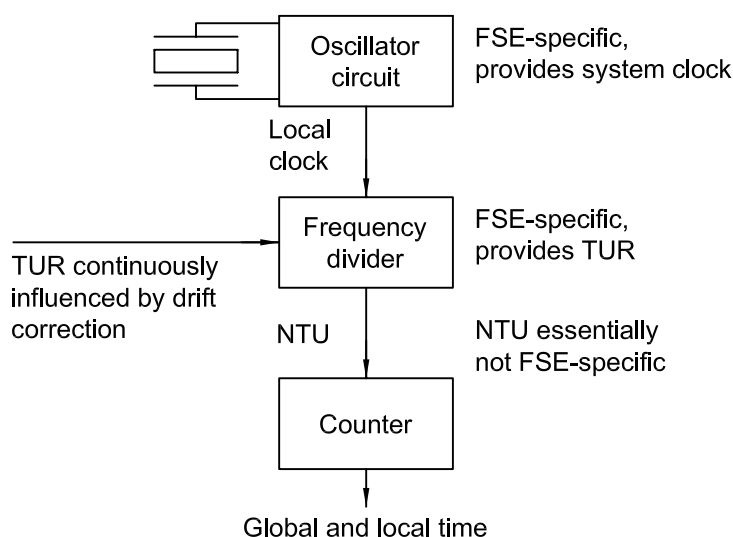 Oscillator
circuit
FSE-specific,
provides system clock
Local
clock
Frequency
divider
FSE-specific,
provides TUR
TUR continuously
influenced by drift
correction
NTU
NTU essentially
not FSE-specific
Counter
Global and local time